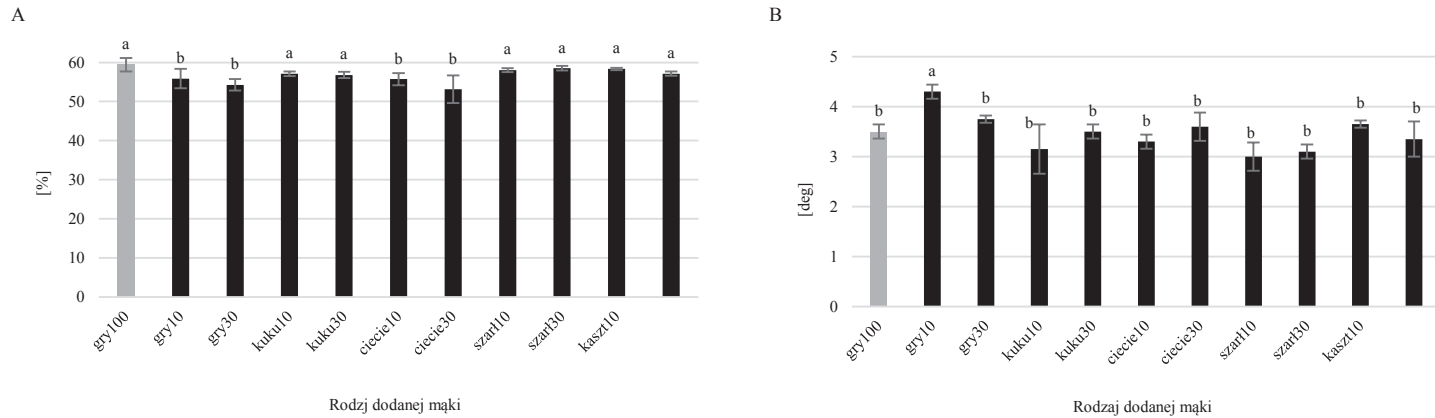 A
a b b a a b b a a a a
60
50
40
30
20
10
0
[%]
gry100 gry10 gry30 kuku10 kuku30 ciecie10 ciecie30 szarł10 szarł30 kaszt10
Rodzj dodanej mąki
B
b a b b b b b b b b b
5
4
3
2
1
0
[deg]
gry100 gry10 gry30 kuku10 kuku30 ciecie10 ciecie30 szarł10 szarł30 kaszt10
Rodzaj dodanej mąki